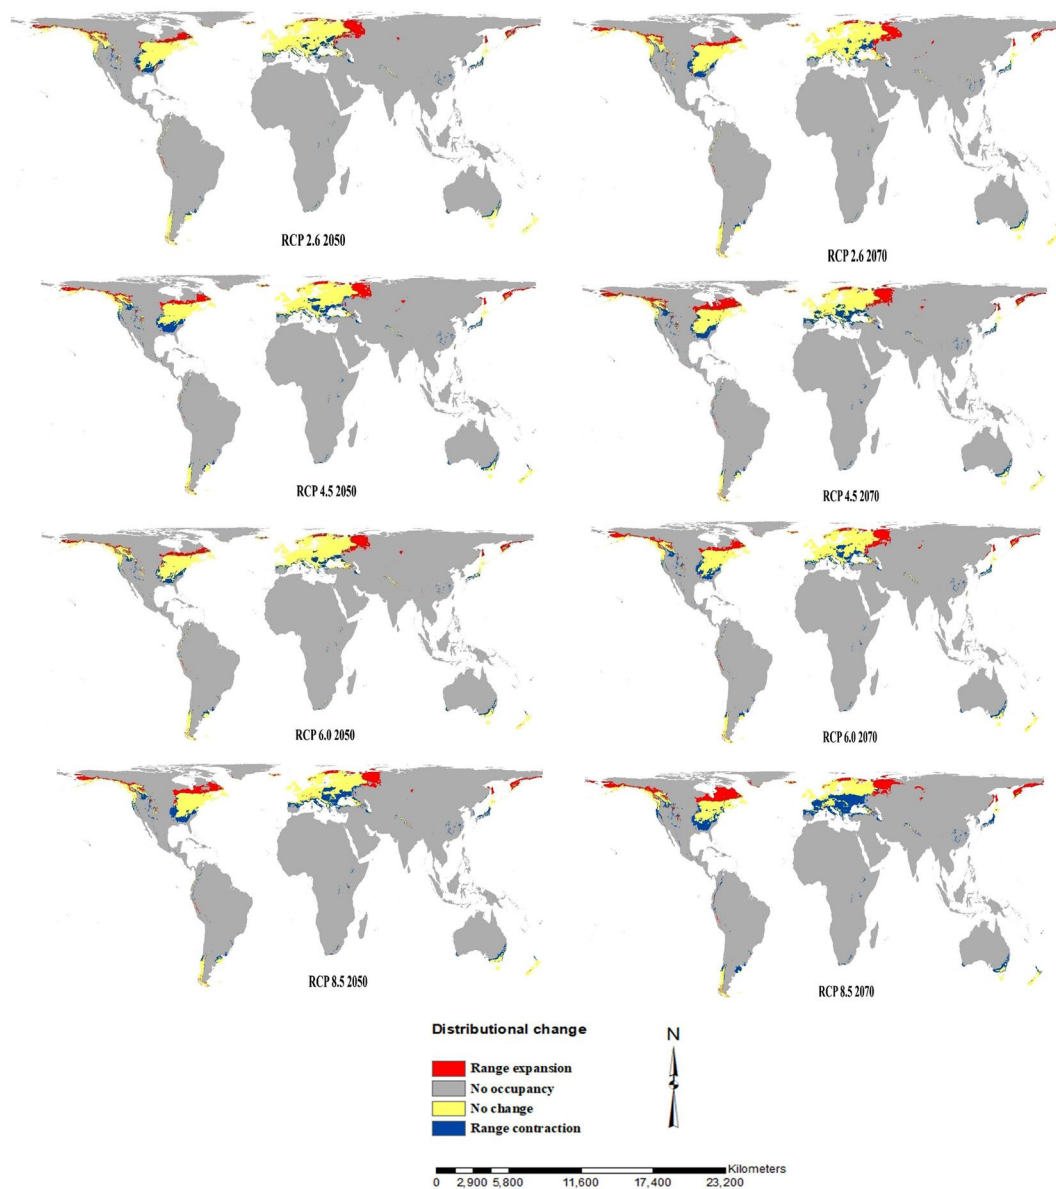 RCP 2.6 2050
RCP 2.6 2070
RCP 4.5 2050
RCP 4.5 2070
RCP 6.0 2050
RCP 6.0 2070
RCP 8.5 2050
RCP 8.5 2070
Distributional change
Range expansion
No occupancy
No change
Range contraction
N
Kilometers
0 2,900 5,800 11,600 17,400 23,200